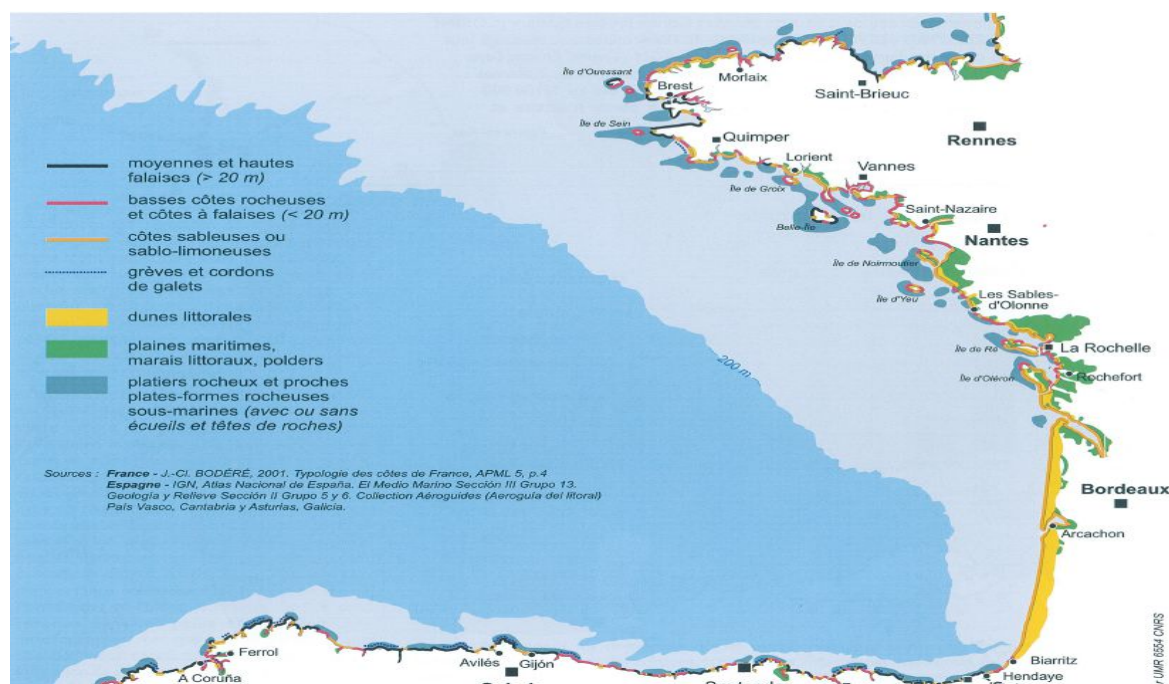 Île d'Ouessant
Morlaix
Brest
Saint-Brieuc
Île de Sein
Quimper
Rennes
Lorient
Vannes
Île de Groix
Belle-Île
Saint-Nazaire
Nantes
Île de Noirmoutier
Île d'Yeu
Les Sables-
d'Olonne
Île de Ré
La Rochelle
Île d'Oléron
Rochefort
200 m
Bordeaux
Arcachon
Biarritz
Hendaye
moyennes et hautes
falaises (> 20 m)
basses côtes rocheuses
et côtes à falaises (< 20 m)
côtes sableuses ou
sablo-limoneuses
grèves et cordons
de galets
dunes littorales
plaines maritimes,
marais littoraux, polders
platiers rocheux et proches
plates-formes rocheuses
sous-marines (avec ou sans
écueils et têtes de roches)
Sources : France - J.-Cl. BODÉRÉ, 2001. Typologie des côtes de France, APML 5, p.4
Espagne - IGN, Atlas Nacional de España. El Medio Marino Sección III Grupo 13.
Geología y Relieve Sección II Grupo 5 y 6. Collection Aéroguides (Aeroguía del litoral)
País Vasco, Cantabria y Asturias, Galicia.
Ferrol
A Coruña
Avilés
Gijón
UMR 6554 CNRS